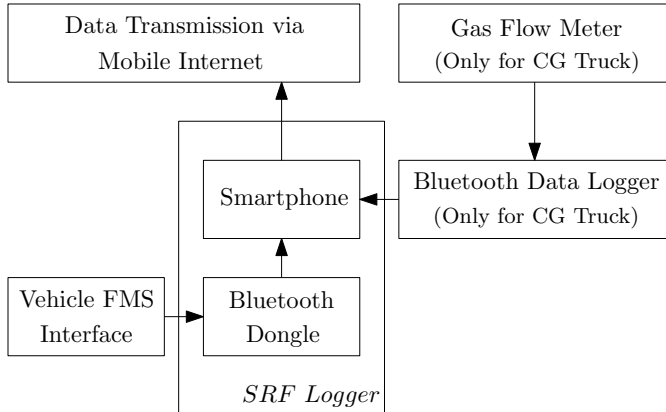 Data Transmission via
Mobile Internet
Gas Flow Meter
(Only for CG Truck)
Smartphone
Bluetooth Data Logger
(Only for CG Truck)
Vehicle FMS
Interface
Bluetooth
Dongle
SRF Logger